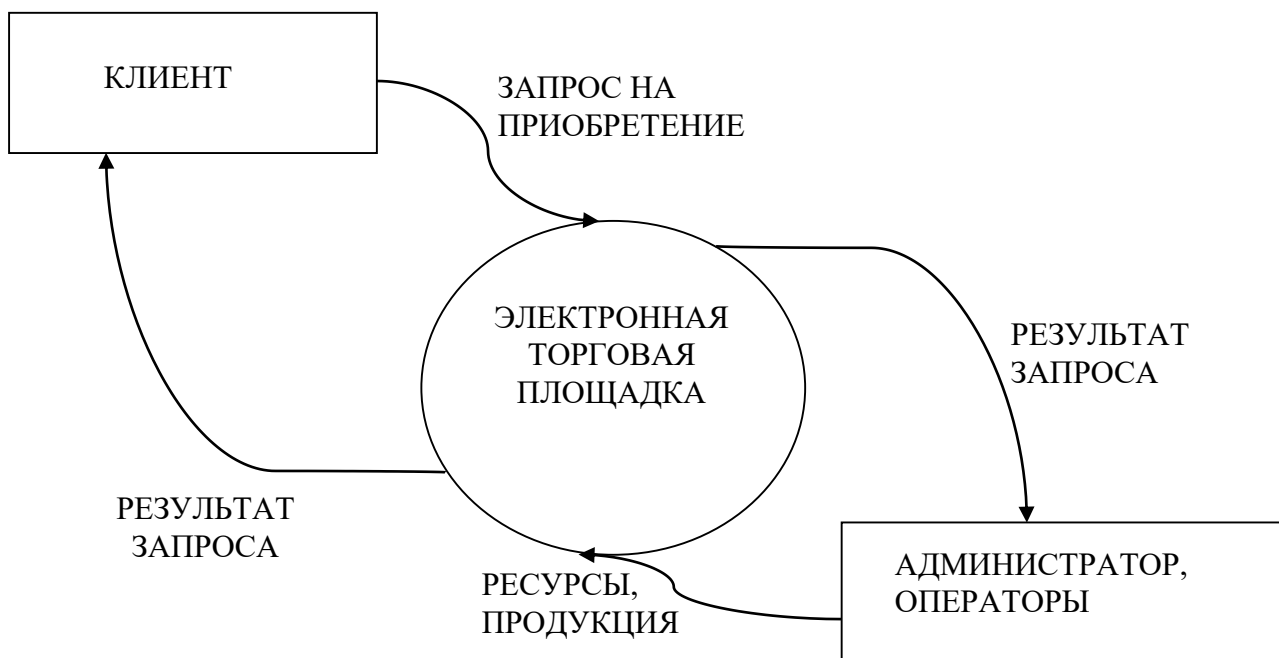 КЛИЕНТ
ЗАПРОС НА
ПРИОБРЕТЕНИЕ
ЭЛЕКТРОННАЯ
ТОРГОВАЯ
ПЛОЩАДКА
РЕЗУЛЬТАТ
ЗАПРОСА
РЕЗУЛЬТАТ
ЗАПРОСА
РЕСУРСЫ,
ПРОДУКЦИЯ
АДМИНИСТРАТОР,
ОПЕРАТОРЫ